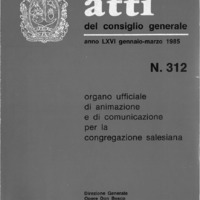 atti
del consiglio generale
anno LXVI gennaio-marzo 1985
N. 312
organo ufficiale
di animazione
e di comunicazione
per la
congregazione salesiana
Direzione Generale
Opere Don Bosco